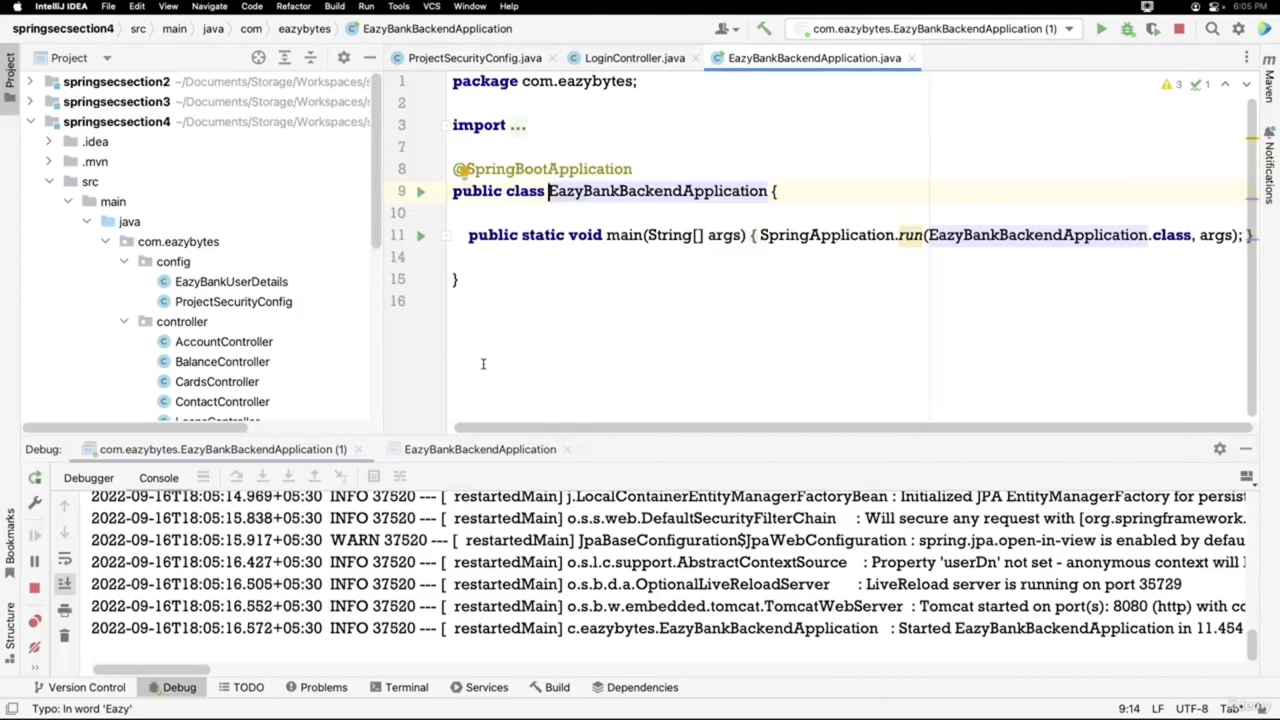 IntelliJ IDEA File Edit View Navigate Code Refactor Build Run Tools VCS Window Help 6:05 PM
springsecsection4 src main java com eazybytes EazyBankBackendApplication com.eazybytes.EazyBankBackendApplication (1)
Project Project ProjectSecurityConfig.java LoginController.java EazyBankBackendApplication.java Maven
springsecsection2 ~/Documents/Storage/Workspaces/s
springsecsection3 ~/Documents/Storage/Workspaces/s
springsecsection4 ~/Documents/Storage/Workspaces/s
.idea
.mvn
src
main
java
com.eazybytes
config
EazyBankUserDetails
ProjectSecurityConfig
controller
AccountController
BalanceController
CardsController
ContactController
1 package com.eazybytes; 3 1
2
3 import ...
7
8 @SpringBootApplication
9 public class EazyBankBackendApplication {
10
11 public static void main(String[] args) { SpringApplication.run(EazyBankBackendApplication.class, args); }
14
15 }
16
Notifications
Debug: com.eazybytes.EazyBankBackendApplication (1) EazyBankBackendApplication
Debugger Console
2022-09-16T18:05:14.969+05:30 INFO 37520 --- [ restartedMain] j.LocalContainerEntityManagerFactoryBean : Initialized JPA EntityManagerFactory for persist
2022-09-16T18:05:15.838+05:30 INFO 37520 --- [ restartedMain] o.s.s.web.DefaultSecurityFilterChain : Will secure any request with [org.springframework.
2022-09-16T18:05:15.917+05:30 WARN 37520 --- [ restartedMain] JpaBaseConfiguration$JpaWebConfiguration : spring.jpa.open-in-view is enabled by defau
2022-09-16T18:05:16.427+05:30 INFO 37520 --- [ restartedMain] o.s.l.c.support.AbstractContextSource : Property 'userDn' not set - anonymous context will l
2022-09-16T18:05:16.505+05:30 INFO 37520 --- [ restartedMain] o.s.b.d.a.OptionalLiveReloadServer : LiveReload server is running on port 35729
2022-09-16T18:05:16.552+05:30 INFO 37520 --- [ restartedMain] o.s.b.w.embedded.tomcat.TomcatWebServer : Tomcat started on port(s): 8080 (http) with co
2022-09-16T18:05:16.572+05:30 INFO 37520 --- [ restartedMain] c.eazybytes.EazyBankBackendApplication : Started EazyBankBackendApplication in 11.454
Bookmarks
Structure
Version Control Debug TODO Problems Terminal Services Build Dependencies
Typo: In word 'Eazy' 9:14 LF UTF-8 Tab*